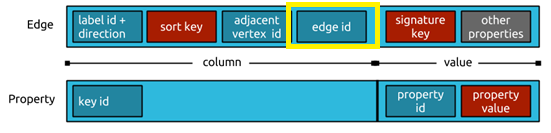 Edge
label id +
direction
sort key
adjacent
vertex id
edge id
signature
key
other
properties
column
value
Property
key id
property
id
property
value